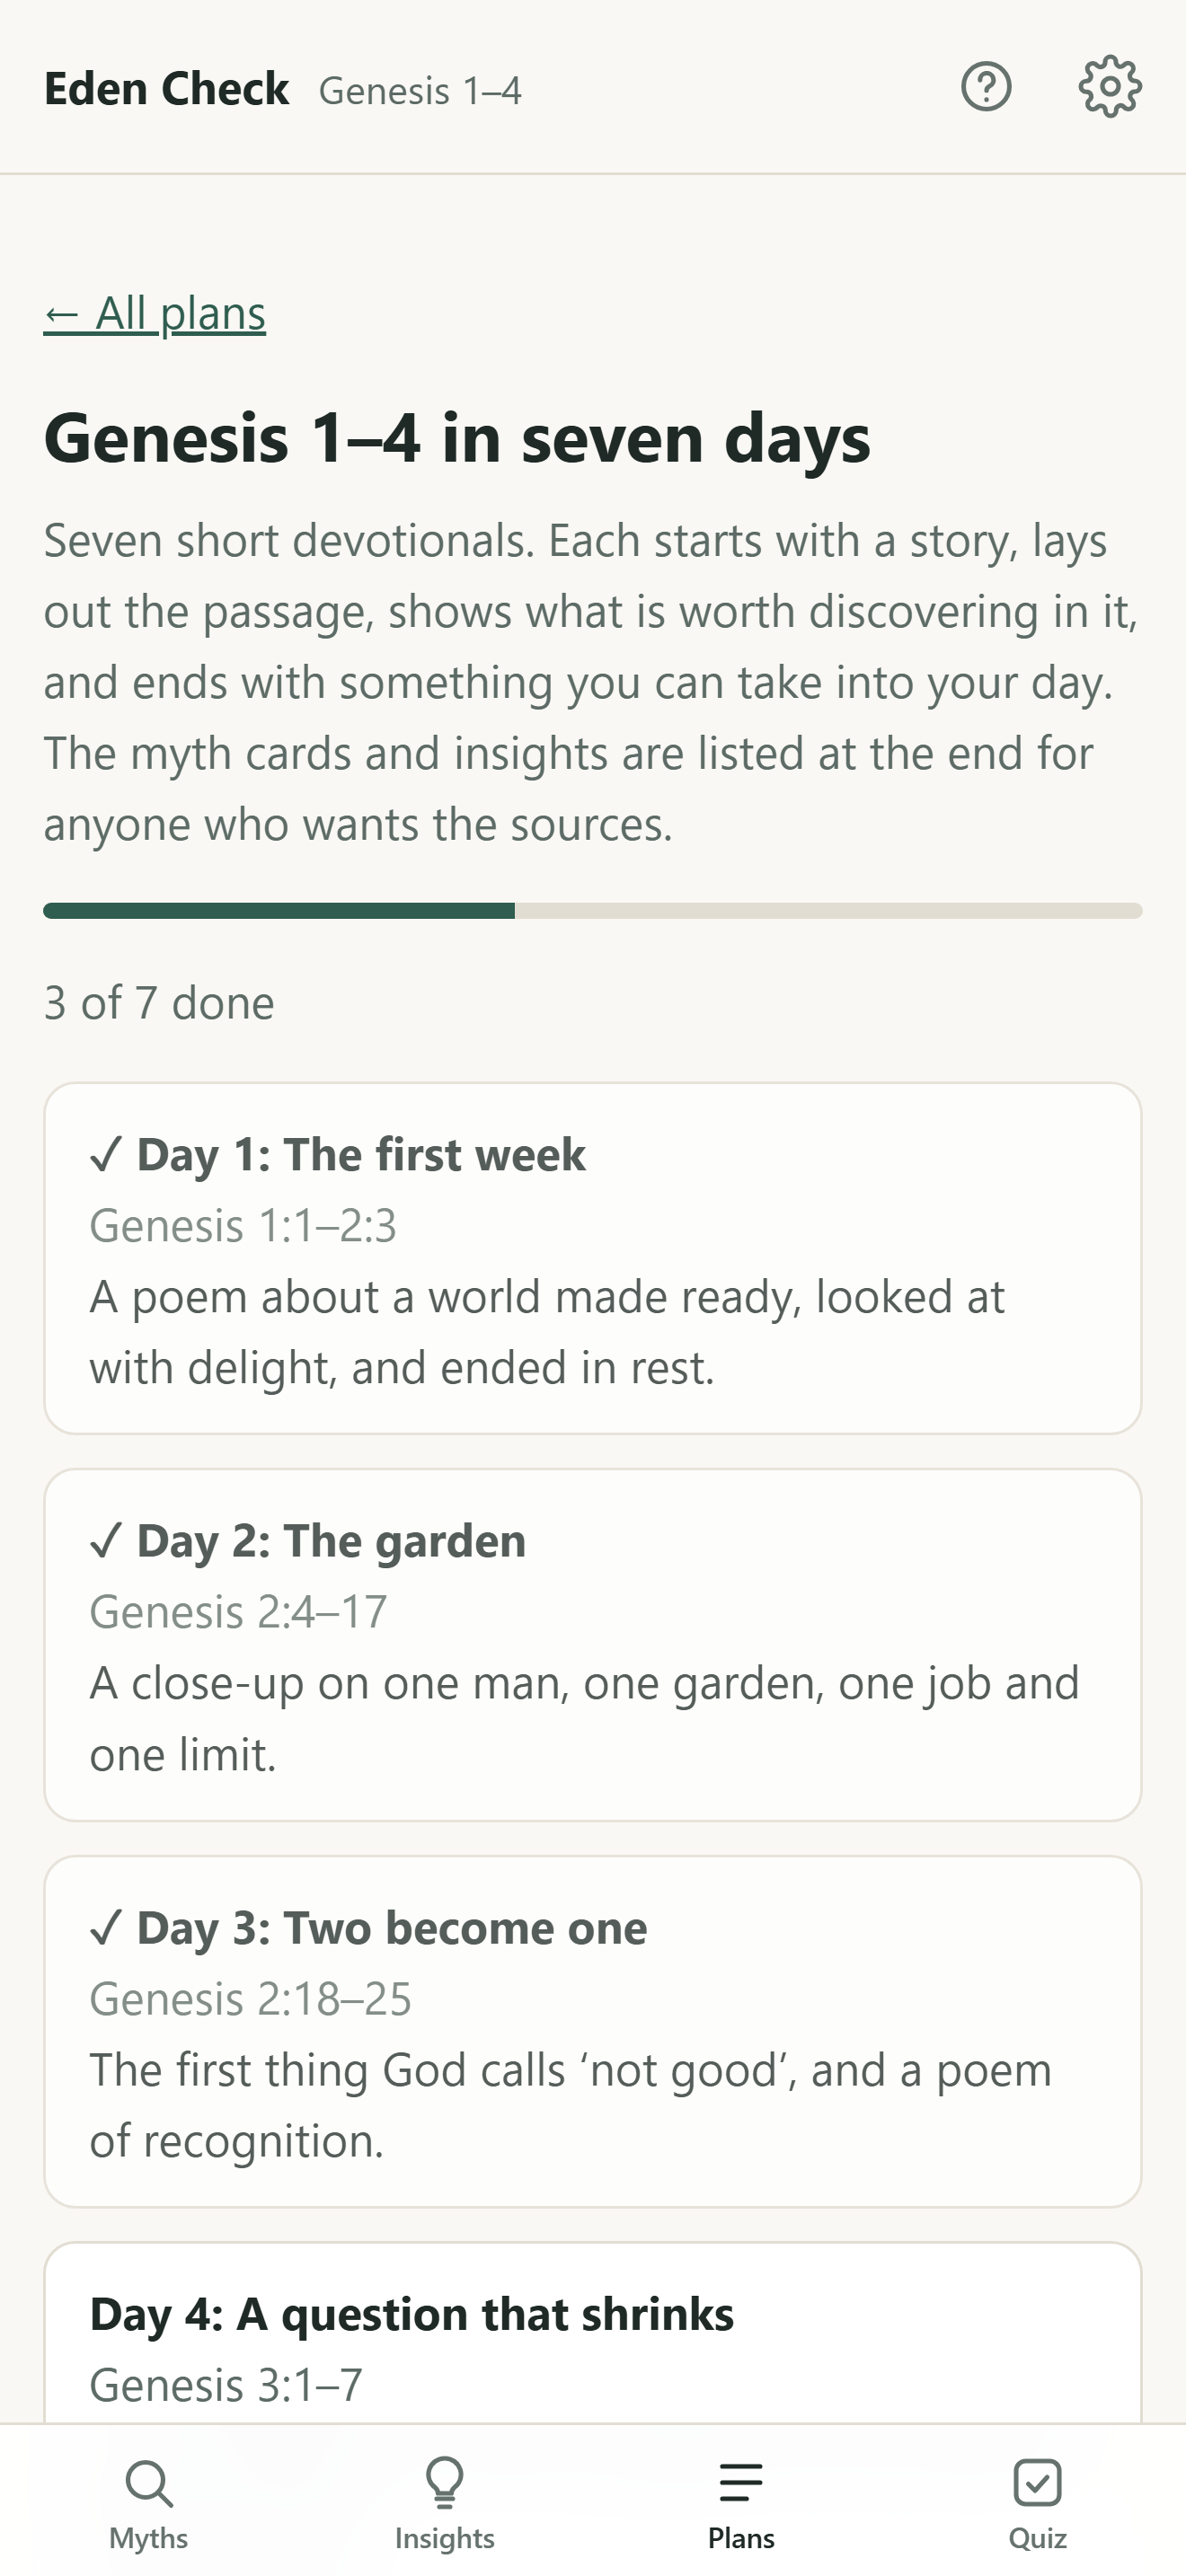 Eden Check Genesis 1–4
← All plans
Genesis 1–4 in seven days
Seven short devotionals. Each starts with a story, lays
out the passage, shows what is worth discovering in it,
and ends with something you can take into your day.
The myth cards and insights are listed at the end for
anyone who wants the sources.
3 of 7 done
✓ Day 1: The first week
Genesis 1:1–2:3
A poem about a world made ready, looked at
with delight, and ended in rest.
✓ Day 2: The garden
Genesis 2:4–17
A close-up on one man, one garden, one job and
one limit.
✓ Day 3: Two become one
Genesis 2:18–25
The first thing God calls ‘not good’, and a poem
of recognition.
Day 4: A question that shrinks
Genesis 3:1–7
Myths Insights Plans Quiz